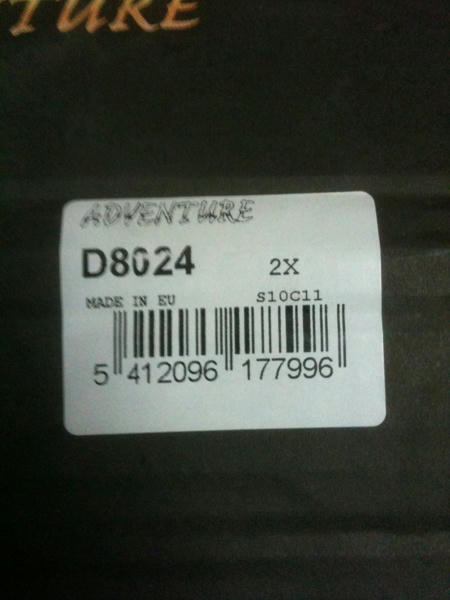 TURE
ADVENTURE
D8024 2X
MADE IN EU S10C11
5 412096 177996